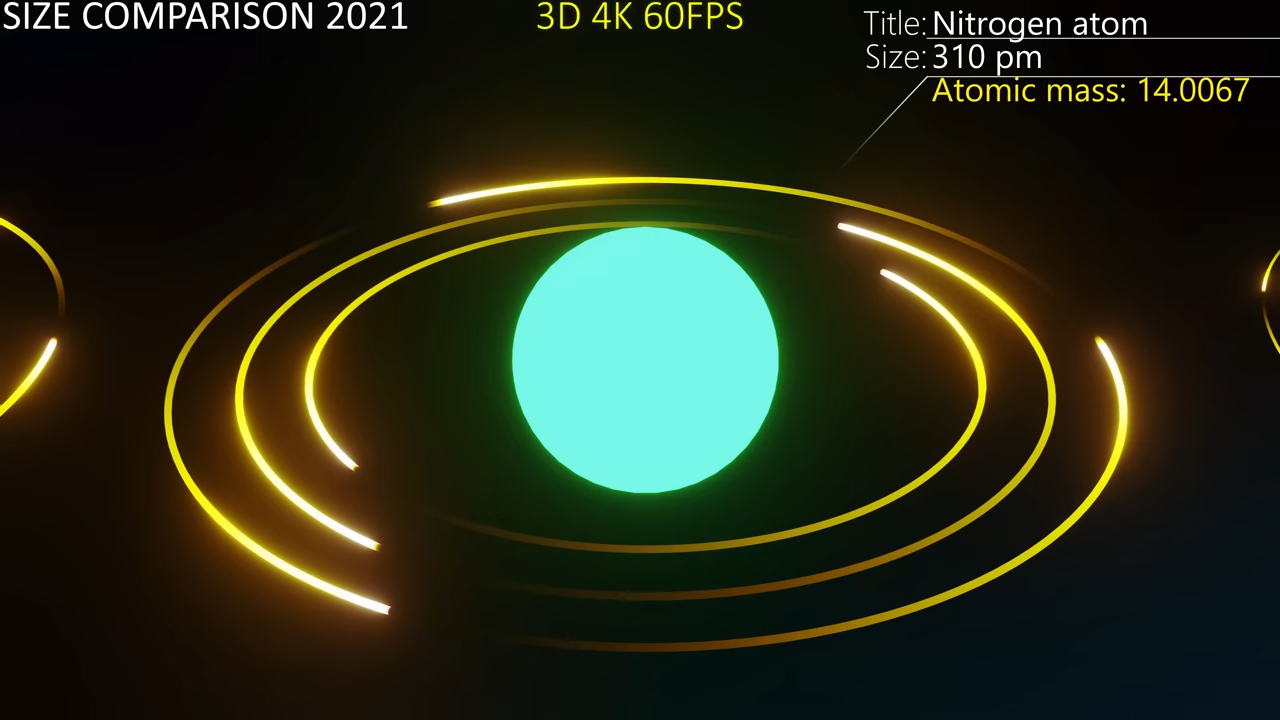 SIZE COMPARISON 2021
3D 4K 60FPS
Title: Nitrogen atom
Size: 310 pm
Atomic mass: 14.0067